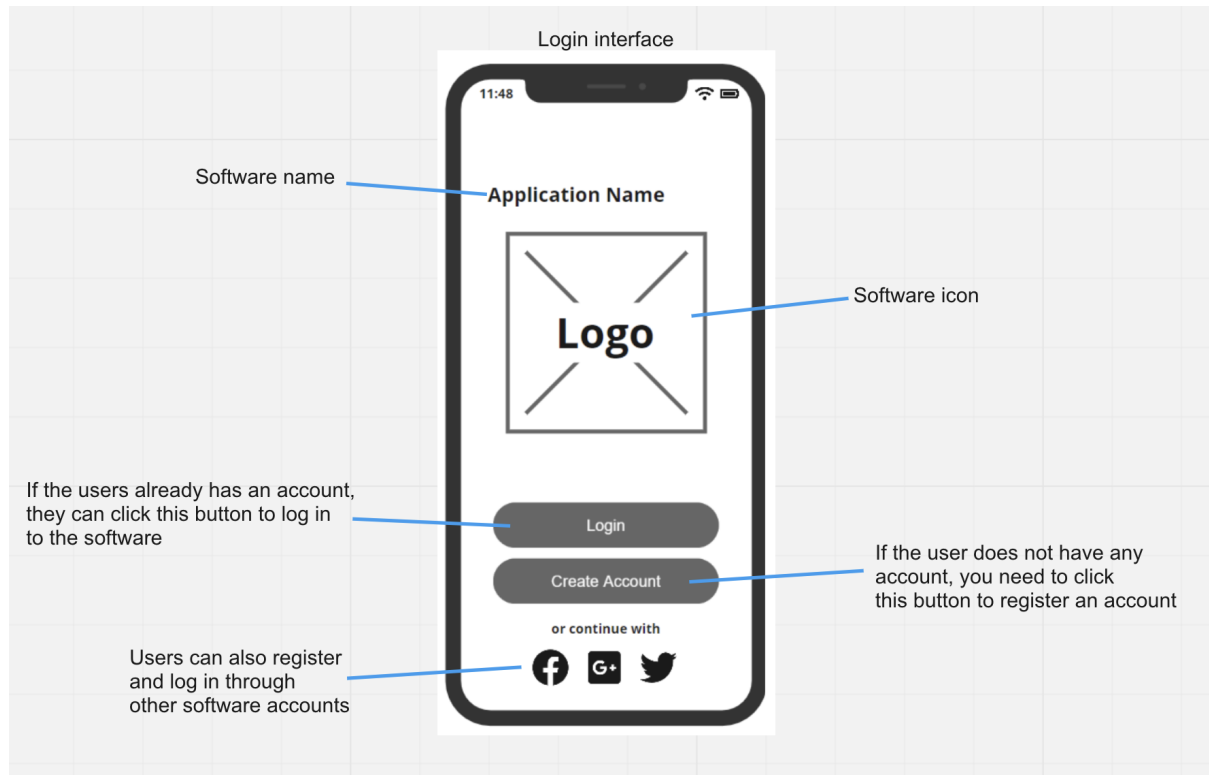 Login interface
11:48
Software name
Application Name
Logo
Software icon
If the users already has an account,
they can click this button to log in
to the software
Login
Create Account
If the user does not have any
account, you need to click
this button to register an account
or continue with
Users can also register
and log in through
other software accounts
G+